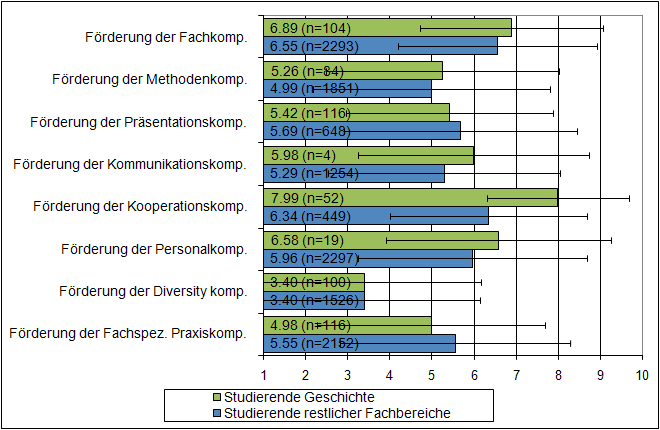 Förderung der Fachkomp.
6.89 (n=104)
6.55 (n=2293)
Förderung der Methodenkomp.
5.26 (n=84)
4.99 (n=1851)
Förderung der Präsentationskomp.
5.42 (n=116)
5.69 (n=648)
Förderung der Kommunikationskomp.
5.98 (n=4)
5.29 (n=1254)
Förderung der Kooperationskomp.
7.99 (n=52)
6.34 (n=449)
Förderung der Personalkomp.
6.58 (n=19)
5.96 (n=2297)
Förderung der Diversity komp.
3.40 (n=100)
3.40 (n=1526)
Förderung der Fachspez. Praxiskomp.
4.98 (n=116)
5.55 (n=2152)
1 2 3 4 5 6 7 8 9 10
Studierende Geschichte
Studierende restlicher Fachbereiche